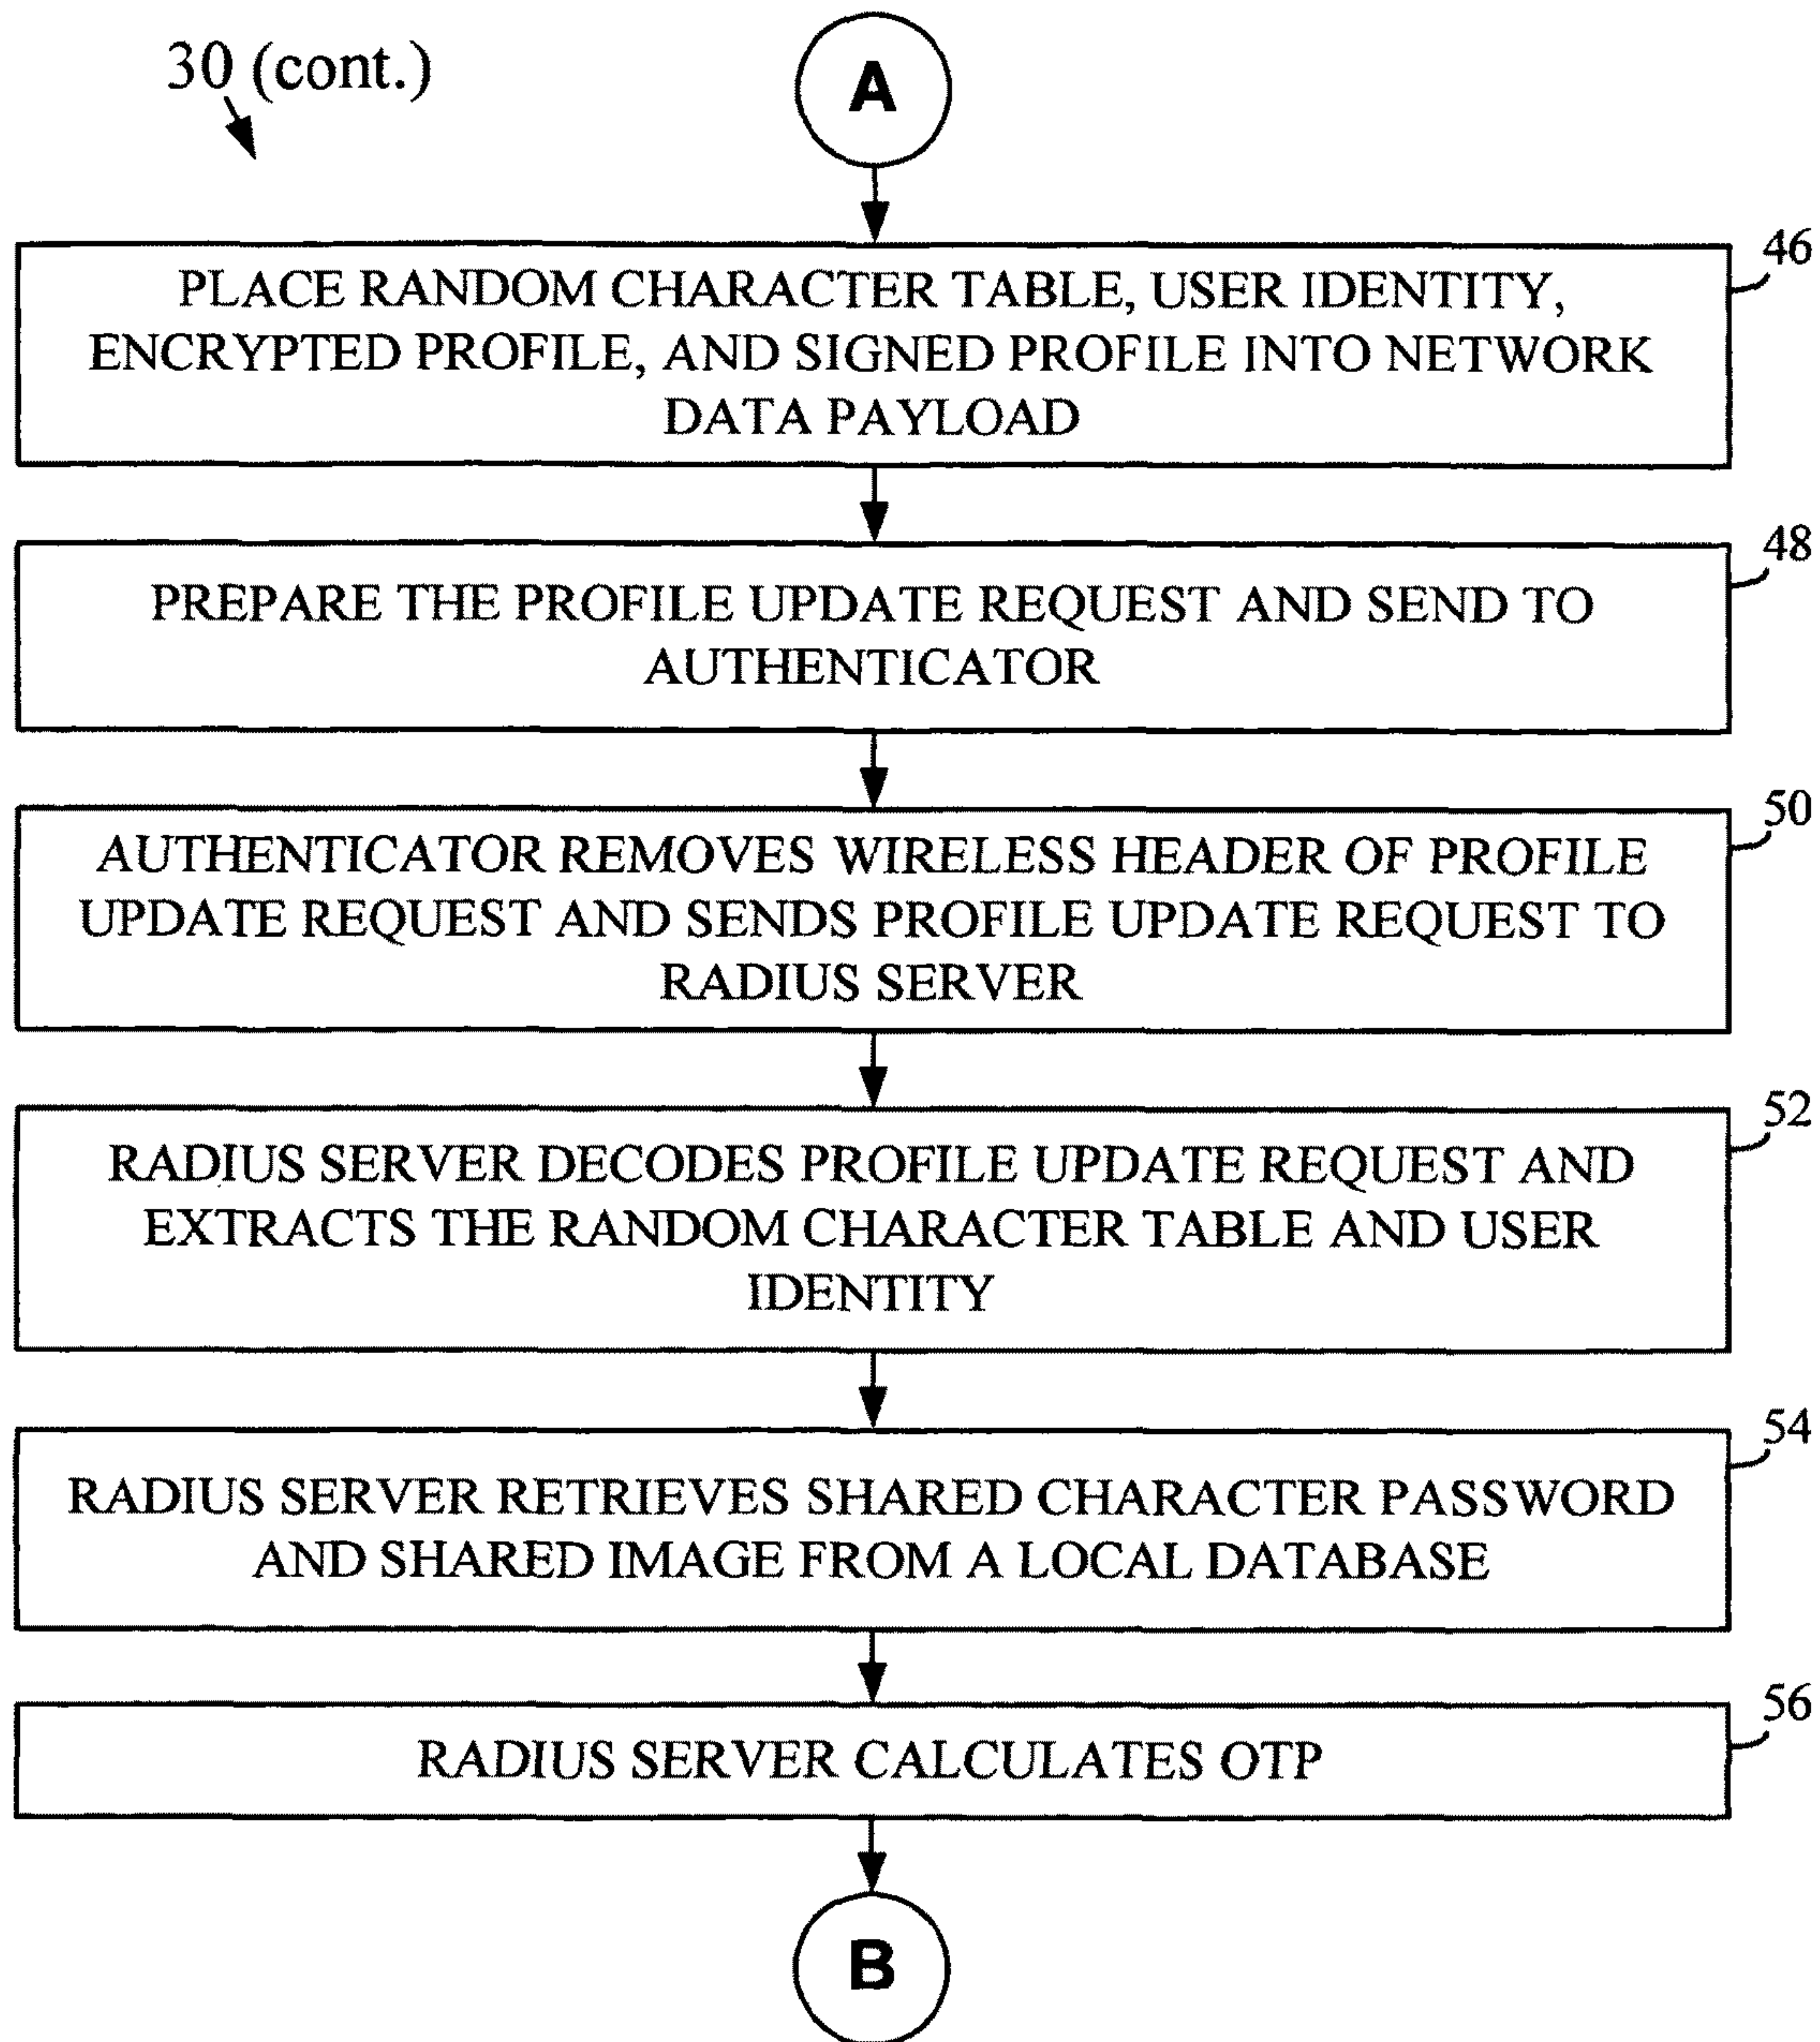 30 (cont.)
A
46
PLACE RANDOM CHARACTER TABLE, USER IDENTITY,
ENCRYPTED PROFILE, AND SIGNED PROFILE INTO NETWORK
DATA PAYLOAD
48
PREPARE THE PROFILE UPDATE REQUEST AND SEND TO
AUTHENTICATOR
50
AUTHENTICATOR REMOVES WIRELESS HEADER OF PROFILE
UPDATE REQUEST AND SENDS PROFILE UPDATE REQUEST TO
RADIUS SERVER
52
RADIUS SERVER DECODES PROFILE UPDATE REQUEST AND
EXTRACTS THE RANDOM CHARACTER TABLE AND USER
IDENTITY
54
RADIUS SERVER RETRIEVES SHARED CHARACTER PASSWORD
AND SHARED IMAGE FROM A LOCAL DATABASE
56
RADIUS SERVER CALCULATES OTP
B